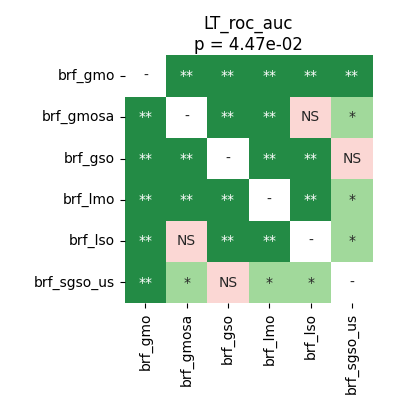 LT_roc_auc
p = 4.47e-02
brf_gmo - ** ** ** ** **
brf_gmosa ** - ** ** NS *
brf_gso ** ** - ** ** NS
brf_lmo ** ** ** - ** *
brf_lso ** NS ** ** - *
brf_sgso_us ** * NS * * -
brf_gmo
brf_gmosa
brf_gso
brf_lmo
brf_lso
brf_sgso_us